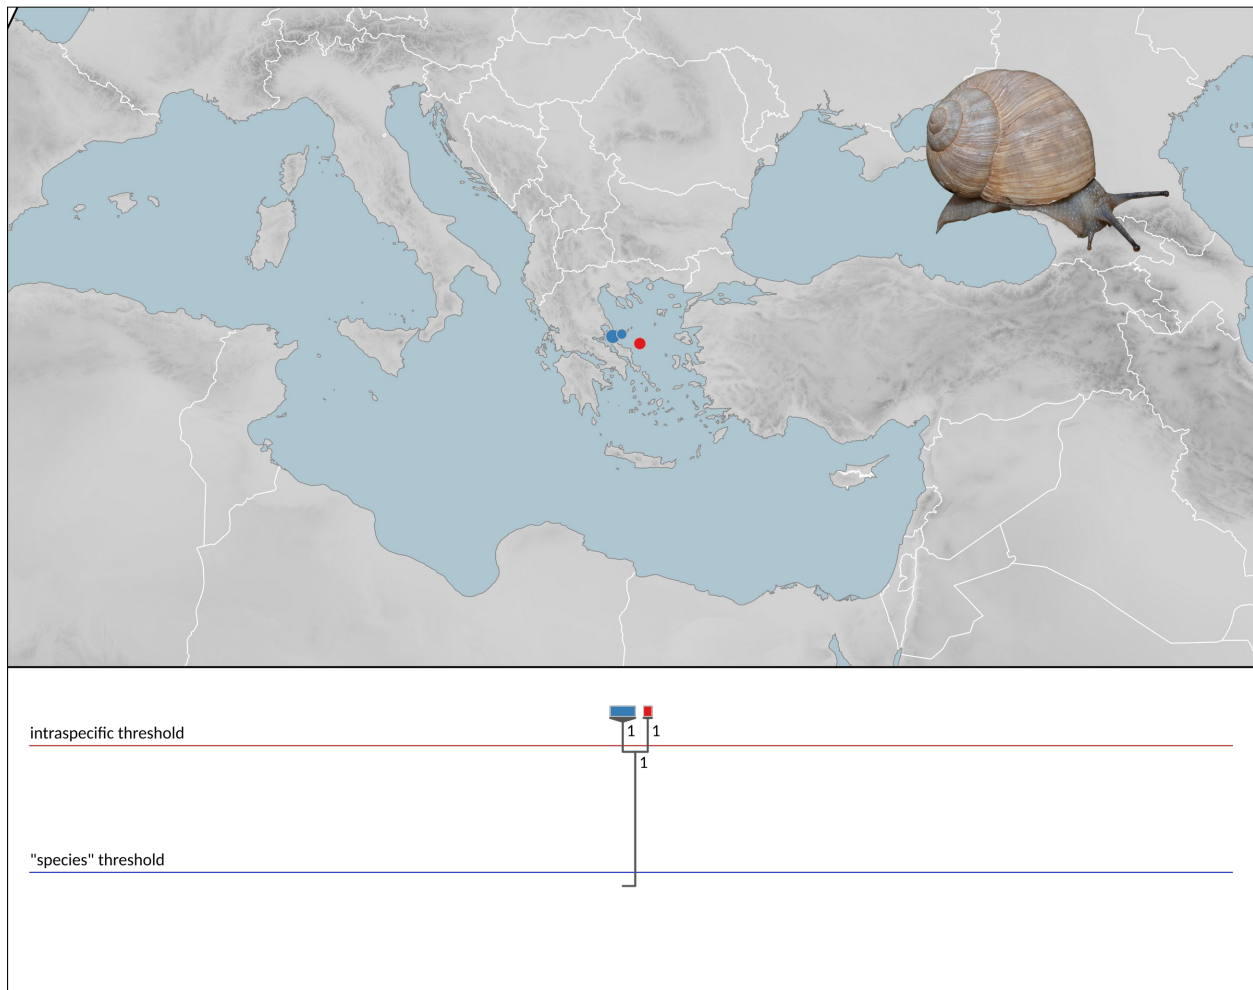 intraspecific threshold
1 1
1
"species" threshold